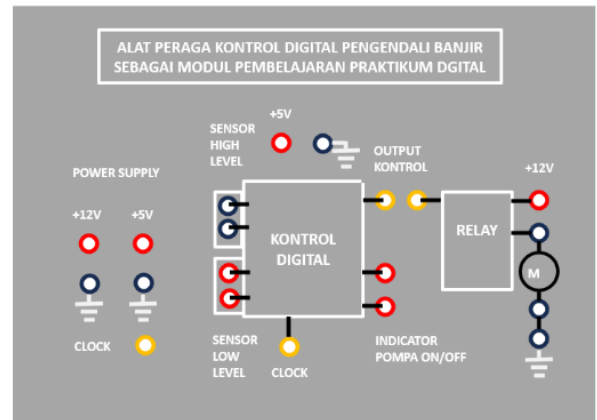 ALAT PERAGA KONTROL DIGITAL PENGENDALI BANJIR
SEBAGAI MODUL PEMBELAJARAN PRAKTIKUM DGITAL
+5V
SENSOR
HIGH
LEVEL
OUTPUT
KONTROL
+12V
POWER SUPPLY
+12V
+5V
KONTROL
DIGITAL
RELAY
M
CLOCK
SENSOR
LOW
LEVEL
CLOCK
INDICATOR
POMPA ON/OFF